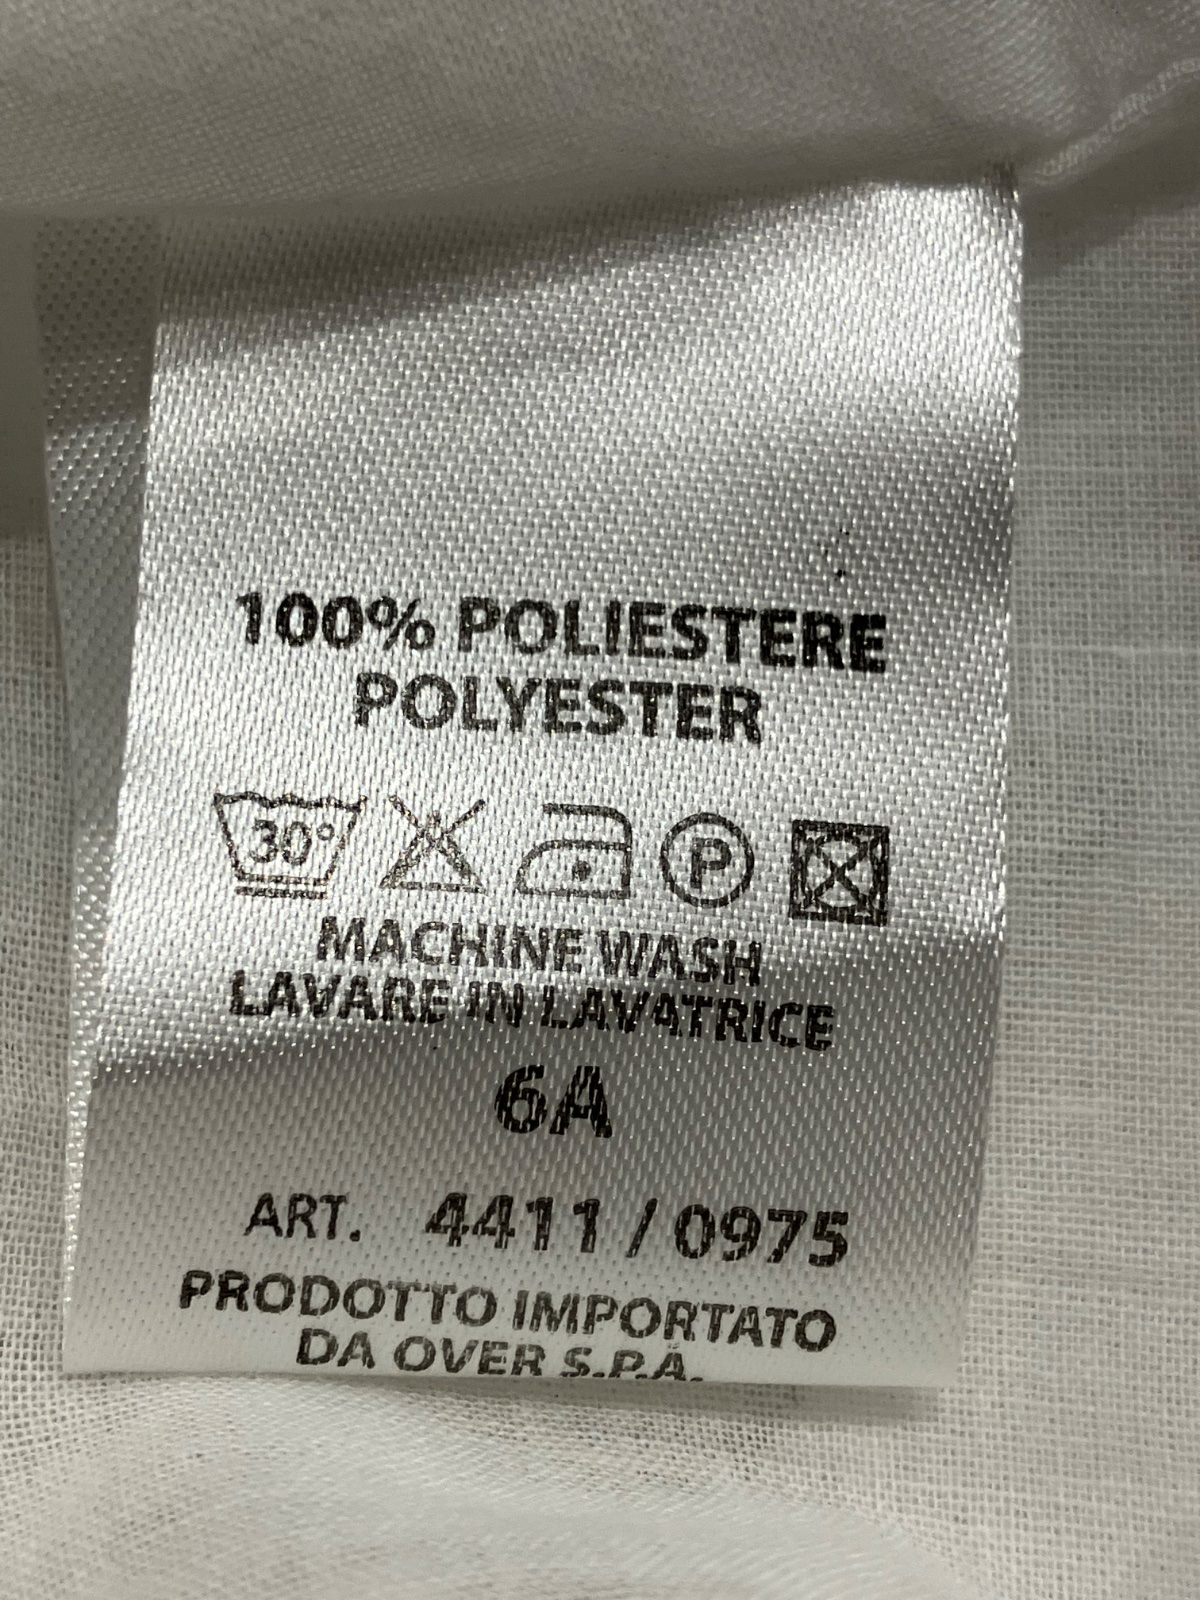 100% POLIESTERE
POLYESTER
30° P
MACHINE WASH
LAVARE IN LAVATRICE
6A
ART. 4411 / 0975
PRODOTTO IMPORTATO
DA OVER S.P.A.